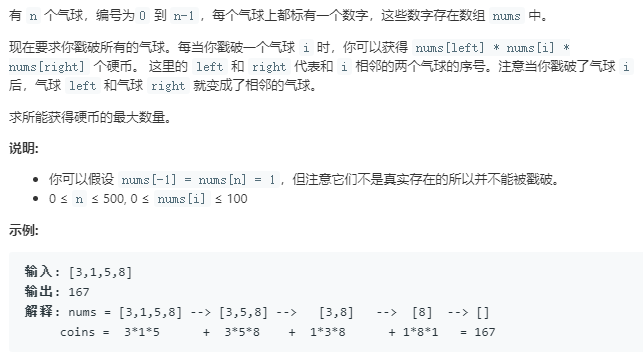 有 n 个气球，编号为0 到 n-1，每个气球上都标有一个数字，这些数字存在数组 nums 中。
现在要求你戳破所有的气球。每当你戳破一个气球 i 时，你可以获得 nums[left] * nums[i] *
nums[right] 个硬币。 这里的 left 和 right 代表和 i 相邻的两个气球的序号。注意当你戳破了气球 i
后，气球 left 和气球 right 就变成了相邻的气球。
求所能获得硬币的最大数量。
说明:
• 你可以假设 nums[-1] = nums[n] = 1，但注意它们不是真实存在的所以并不能被戳破。
• 0 ≤ n ≤ 500, 0 ≤ nums[i] ≤ 100
示例:
输入: [3,1,5,8]
输出: 167
解释: nums = [3,1,5,8] --> [3,5,8] --> [3,8] --> [8] --> []
coins = 3*1*5 + 3*5*8 + 1*3*8 + 1*8*1 = 167